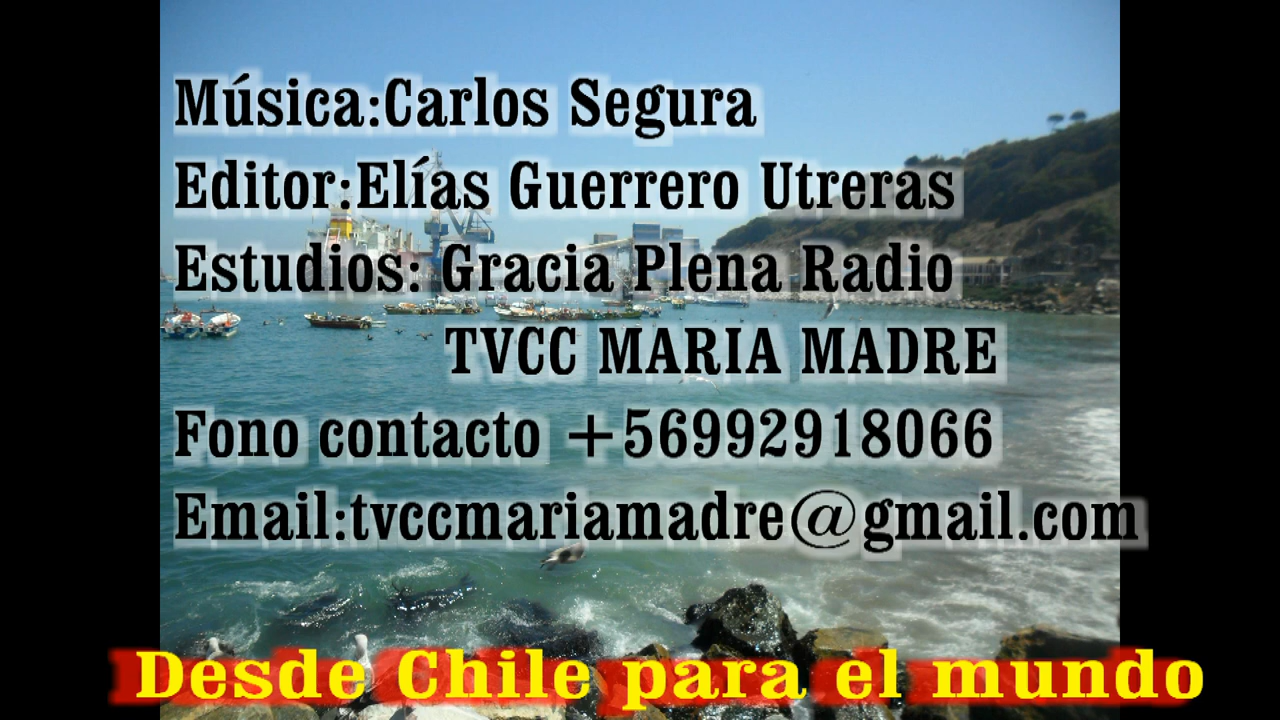 Música:Carlos Segura
Editor:Elías Guerrero Utreras
Estudios: Gracia Plena Radio
TVCC MARIA MADRE
Fono contacto +56992918066
Email:tvccmariamadre@gmail.com
Desde Chile para el mundo